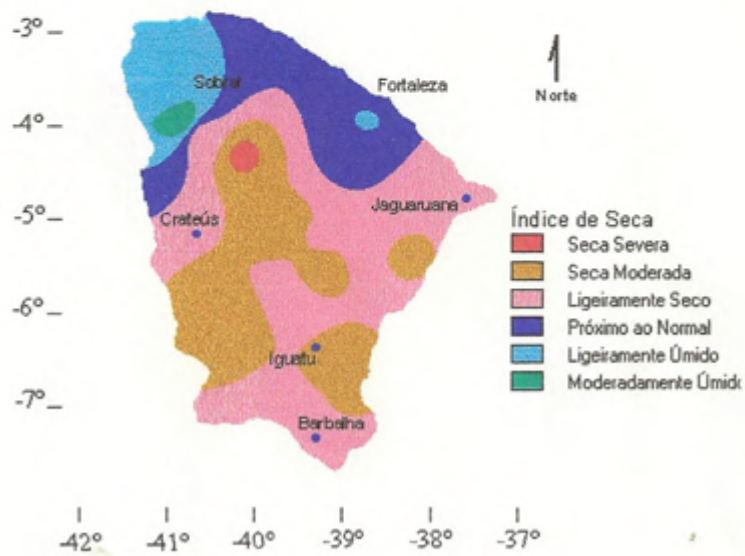 -3°
-4°
-5°
-6°
-7°
Sobral
Fortaleza
Norte
Crateús
Jaguaruana
Iguatu
Barbalha
Índice de Seca
Seca Severa
Seca Moderada
Ligeiramente Seco
Próximo ao Normal
Ligeiramente Úmido
Moderadamente Úmido
-42° -41° -40° -39° -38° -37°